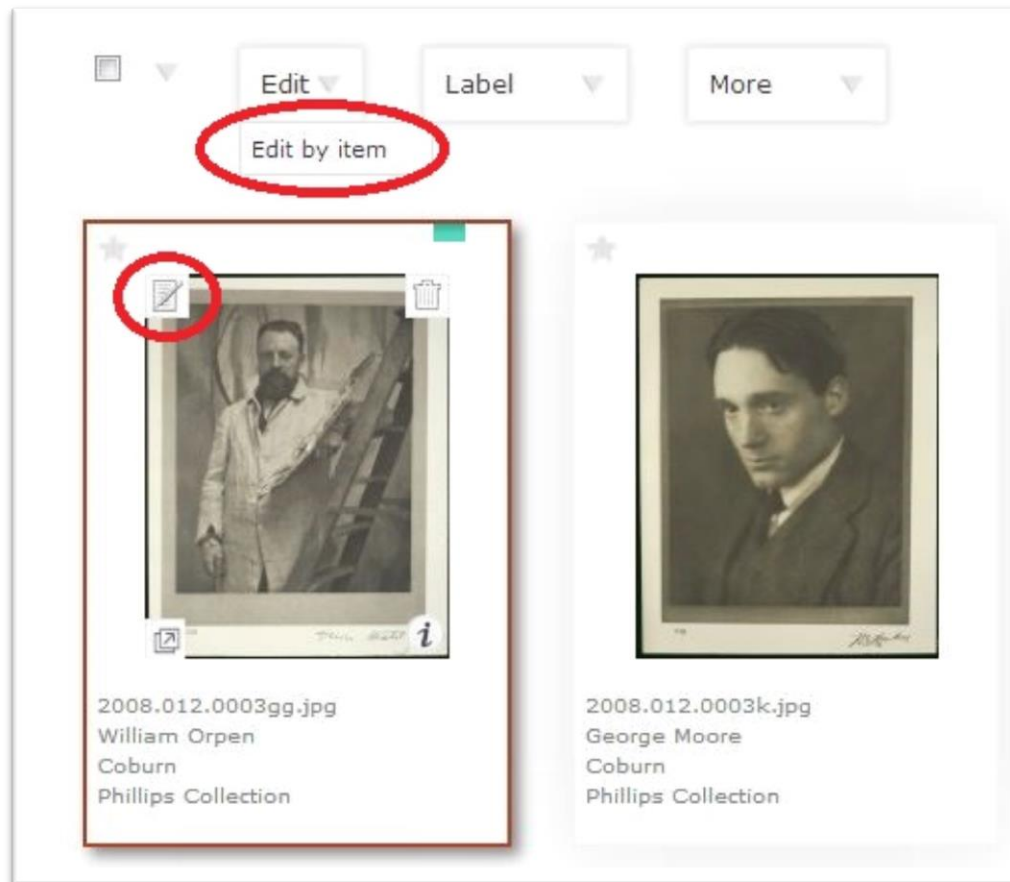 Edit
Label
More
Edit by item
i
2008.012.0003gg.jpg
William Orpen
Coburn
Phillips Collection
2008.012.0003k.jpg
George Moore
Coburn
Phillips Collection